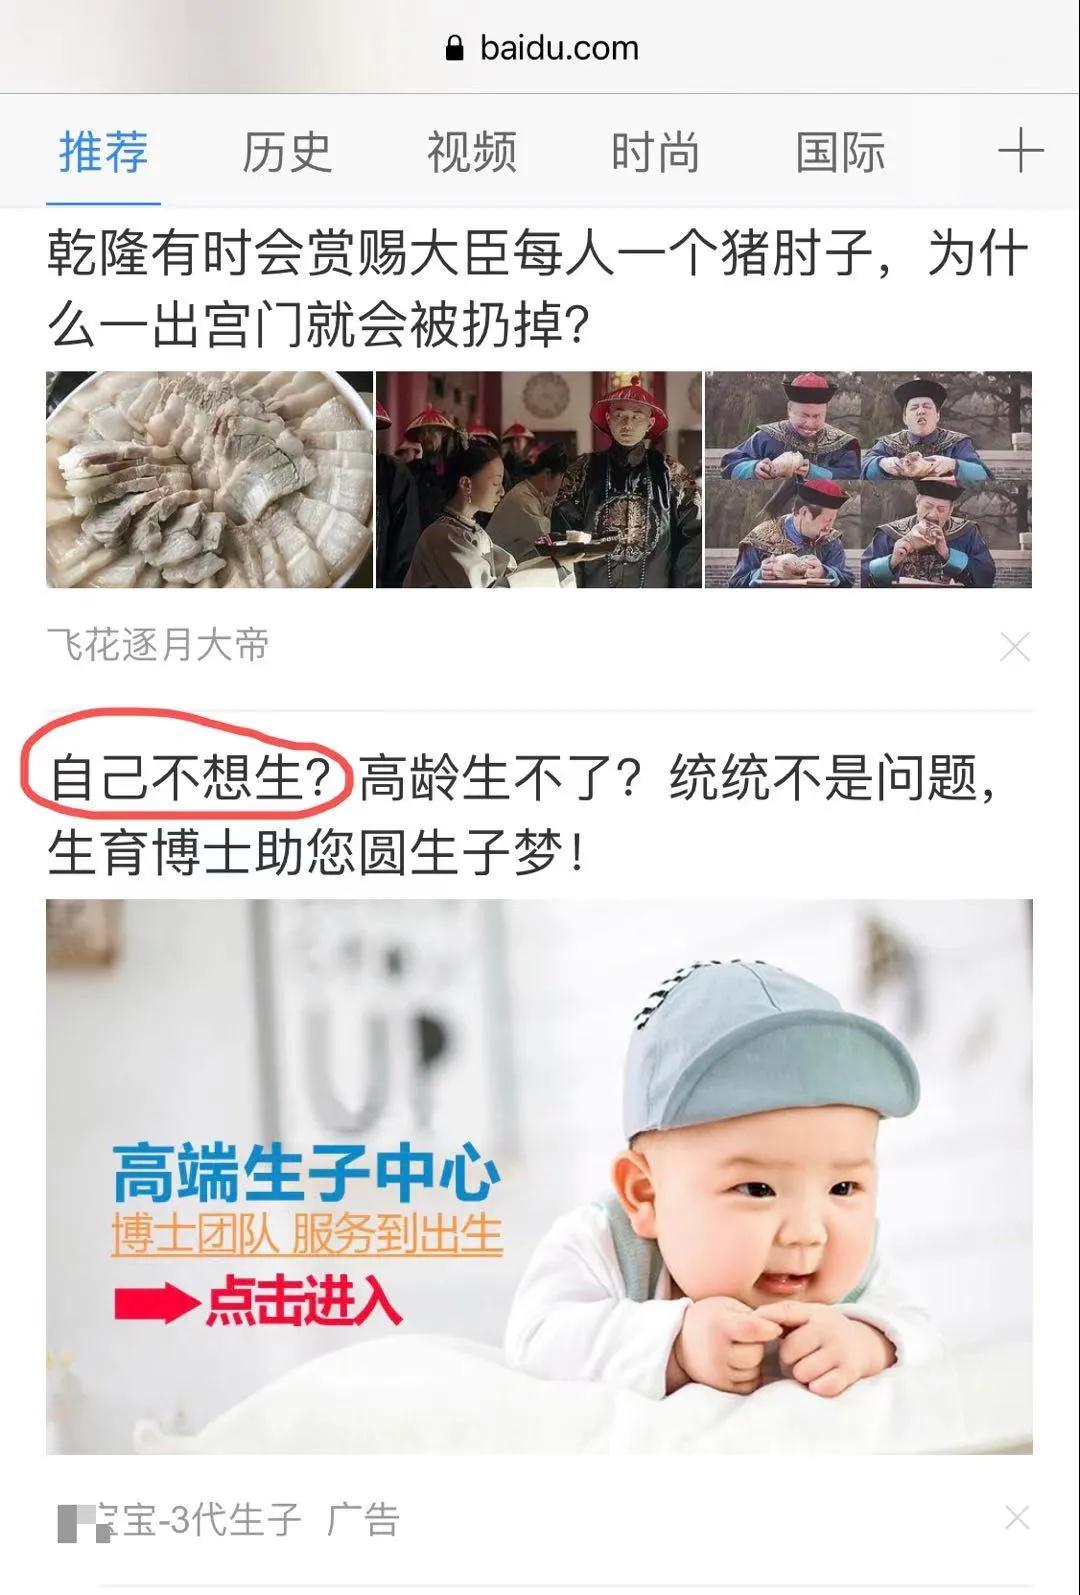 baidu.com
推荐 历史 视频 时尚 国际
乾隆有时会赏赐大臣每人一个猪肘子，为什
么一出宫门就会被扔掉？
飞花逐月大帝
自己不想生？高龄生不了？统统不是问题，
生育博士助您圆生子梦！
UP
高端生子中心
博士团队 服务到出生
点击进入
宝-3代生子 广告